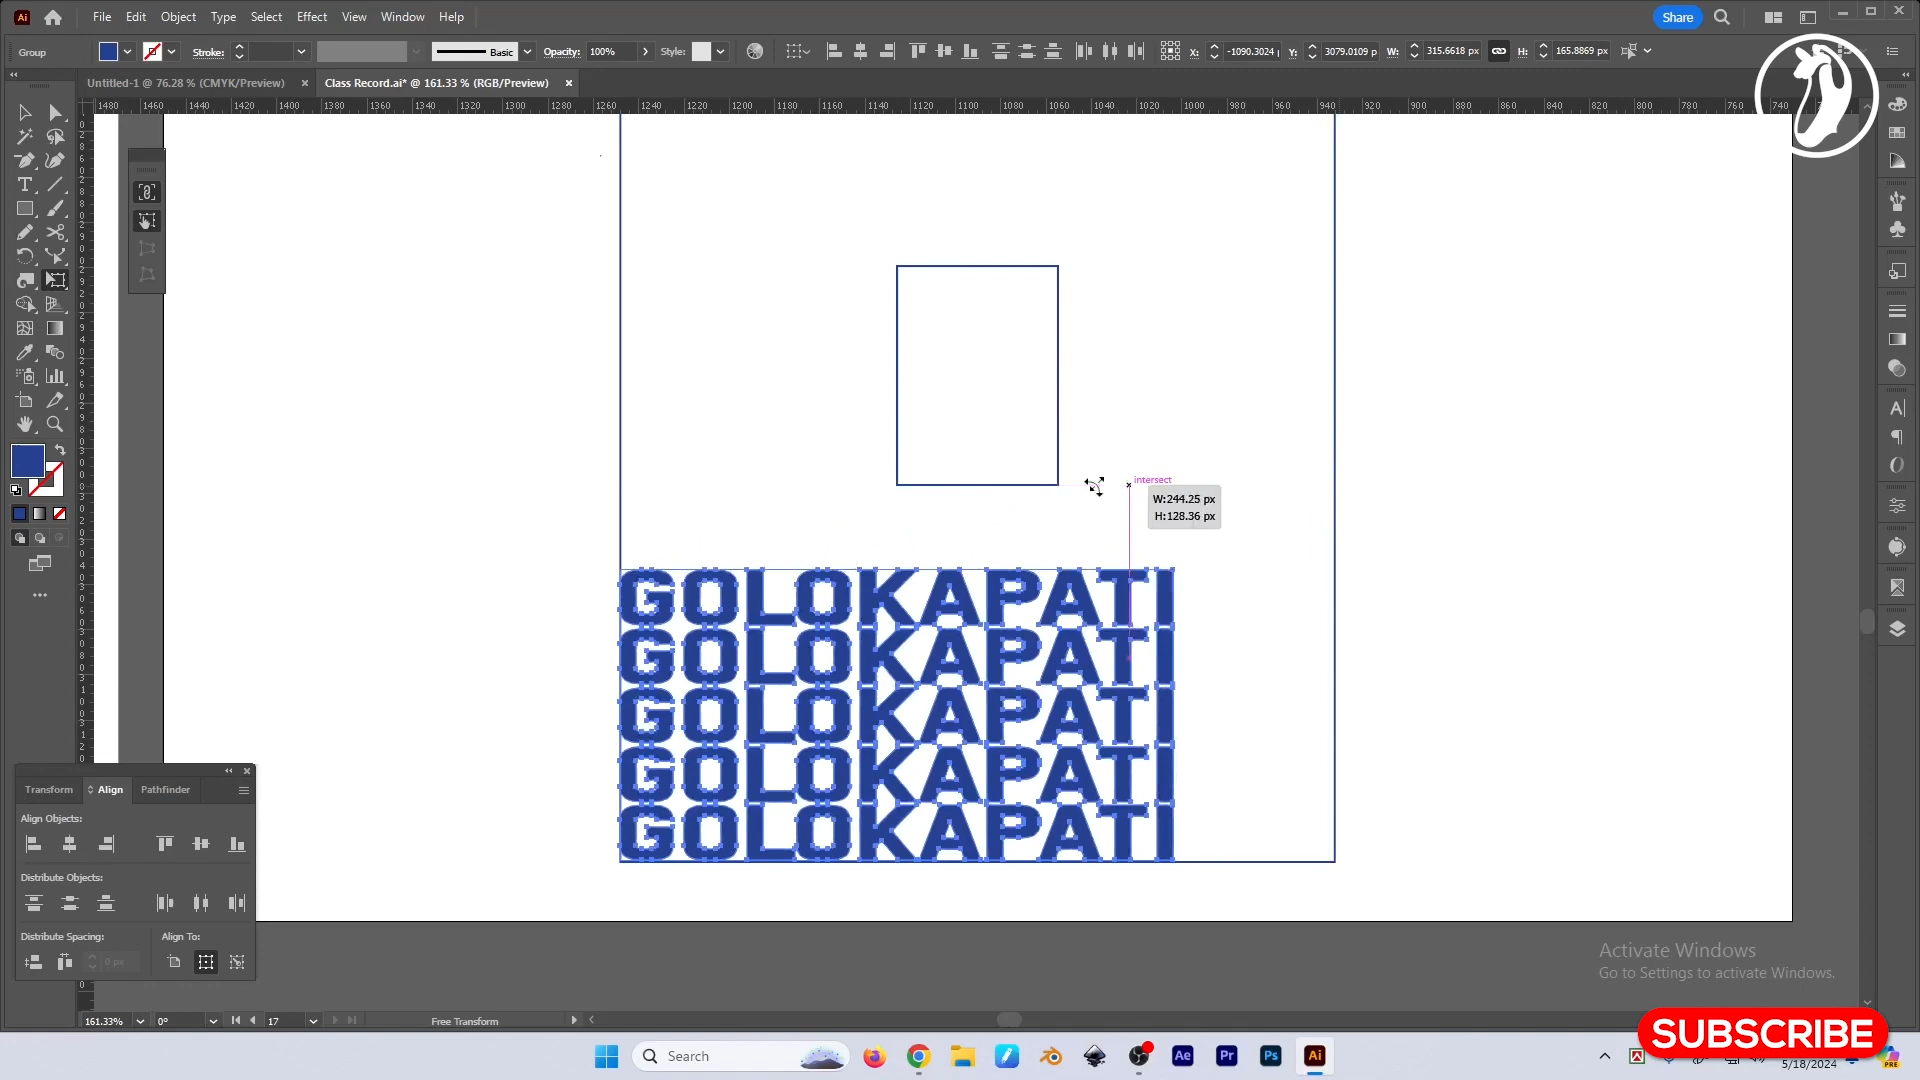 File Edit Object Type Select Effect View Window Help
Share
Group
Stroke:
Basic
Opacity: 100%
Style:
X: -1090.3024
Y: 3079.0109 px
W: 315.6618 px
H: 165.8869 px
Untitled-1 @ 76.28 % (CMYK/Preview)
Class Record.ai* @ 161.33 % (RGB/Preview)
1480 1460 1440 1420 1400 1380 1360 1340 1320 1300 1280 1260 1240 1220 1200 1180 1160 1140 1120 1100 1080 1060 1040 1020 1000 980 960 940 920 900 880 860 840 820 800 780 760 740
intersect
W:244.25 px
H:128.36 px
GOLOKAPATI
GOLOKAPATI
GOLOKAPATI
GOLOKAPATI
GOLOKAPATI
Transform Align Pathfinder
Align Objects:
Distribute Objects:
Distribute Spacing:
Align To:
0 px
Activate Windows
Go to Settings to activate Windows.
161.33%
0°
17
Free Transform
SUBSCRIBE
Search
Ae
Pr
Ps
Ai
5/18/2024
PRE